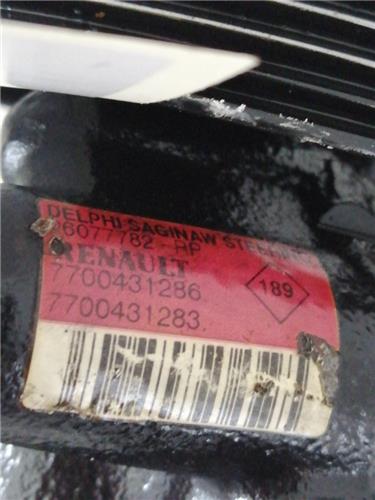 DELPHI SAGINAW STEERING
26077782 - RP
RENAULT
7700431286
189
7700431283.